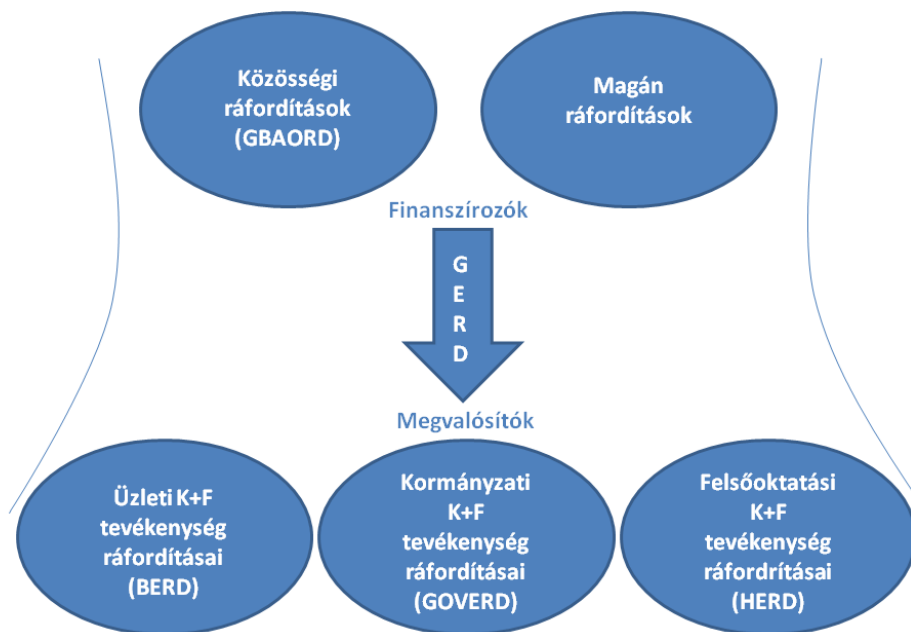 Közösségi
ráfordítások
(GBAORD)
Magán
ráfordítások
Finanszírozók
G
E
R
D
Megvalósítók
Üzleti K+F
tevékenység
ráfordításai
(BERD)
Kormányzati
K+F
tevékenység
ráfordításai
(GOVERD)
Felsőoktatási
K+F
tevékenység
ráfordrításai
(HERD)